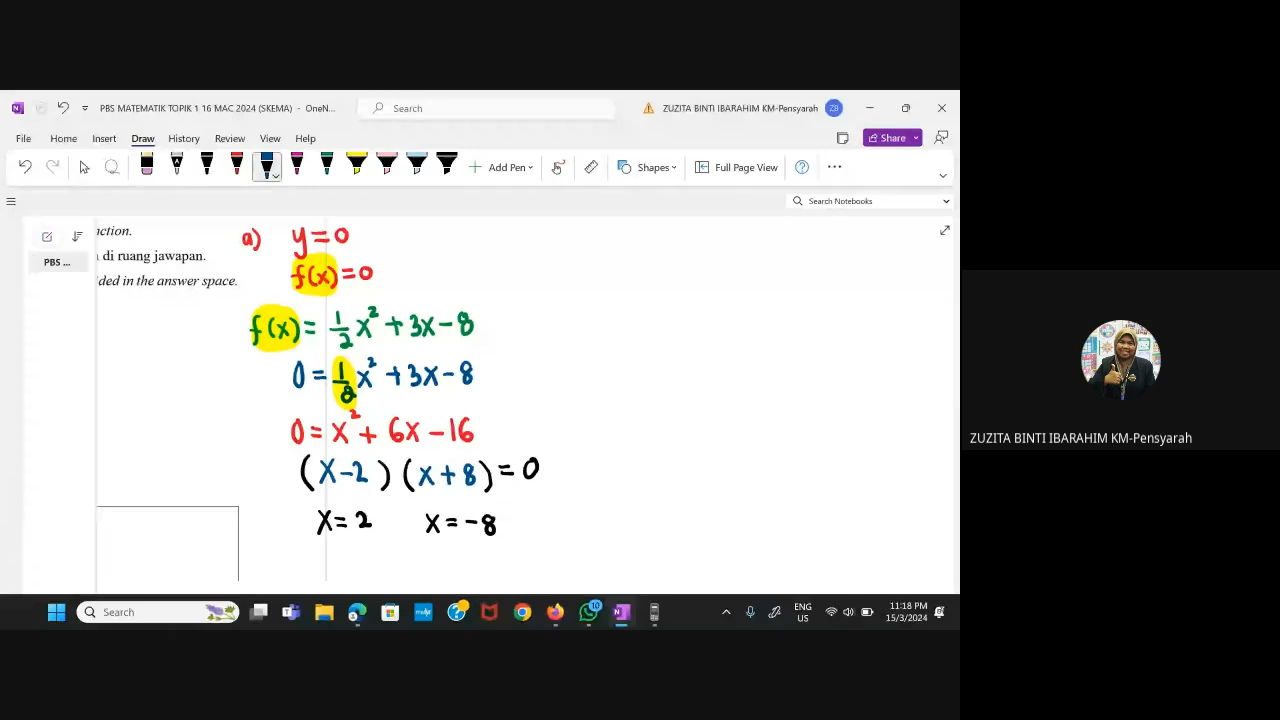 PBS MATEMATIK TOPIK 1 16 MAC 2024 (SKEMA) - OneN...
Search
ZUZITA BINTI IBARAHIM KM-Pensyarah
ZB
File Home Insert Draw History Review View Help
Share
Add Pen
Shapes
Full Page View
Search Notebooks
PBS ...
nction.
di ruang jawapan.
ded in the answer space.
a) y = 0
f(x) = 0
f(x) = 1/2 x² + 3x - 8
0 = 1/2 x² + 3x - 8
0 = x² + 6x - 16
(x - 2) (x + 8) = 0
x = 2 x = -8
ZUZITA BINTI IBARAHIM KM-Pensyarah
Search
10
ENG
US
11:18 PM
15/3/2024